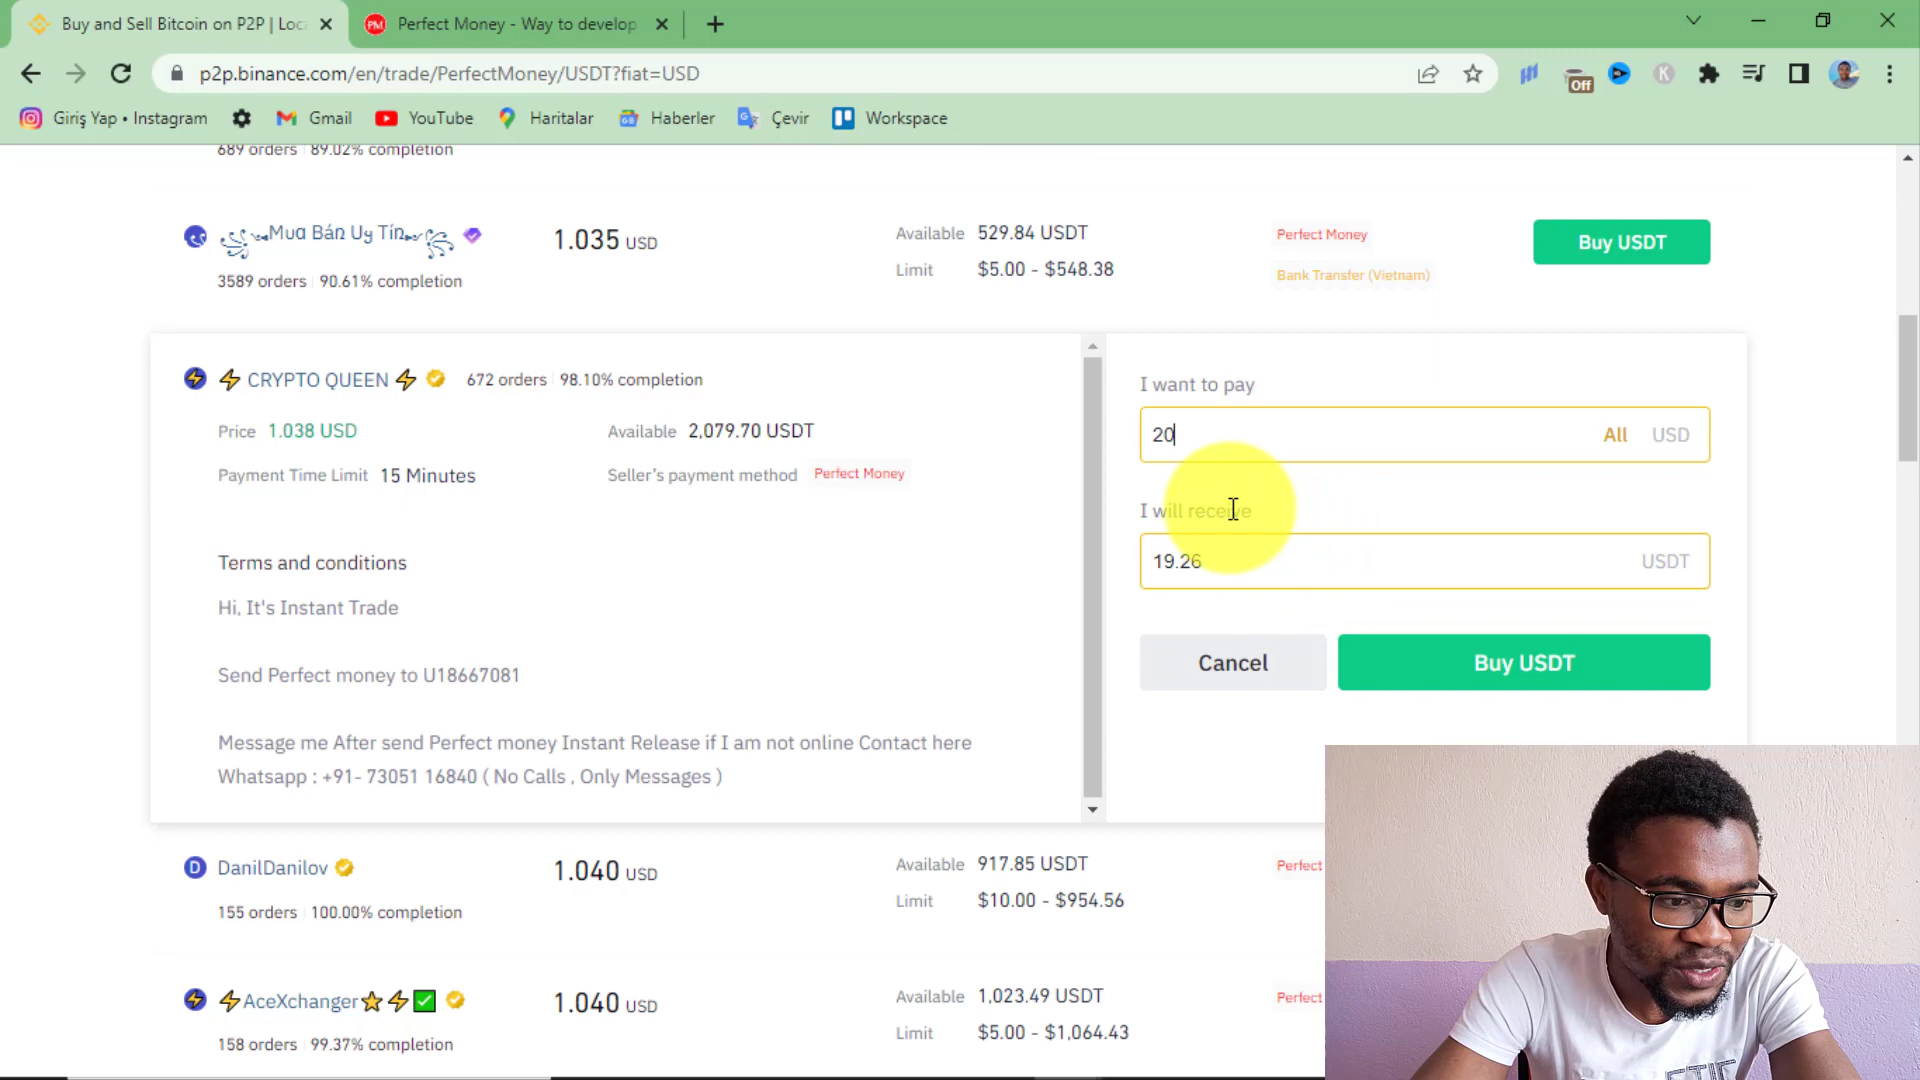 Buy and Sell Bitcoin on P2P | Loca
Perfect Money - Way to develop
p2p.binance.com/en/trade/PerfectMoney/USDT?fiat=USD
Off
K
Giriş Yap • Instagram
Gmail
YouTube
Haritalar
Haberler
Çevir
Workspace
689 orders | 89.02% completion
Mua Bán Uy Tín
1.035 USD
Available 529.84 USDT
Perfect Money
Buy USDT
3589 orders | 90.61% completion
Limit $5.00 - $548.38
Bank Transfer (Vietnam)
⚡ CRYPTO QUEEN ⚡ 672 orders | 98.10% completion
Price 1.038 USD
Available 2,079.70 USDT
Payment Time Limit 15 Minutes
Seller's payment method Perfect Money
Terms and conditions
Hi, It's Instant Trade
Send Perfect money to U18667081
Message me After send Perfect money Instant Release if I am not online Contact here
Whatsapp : +91- 73051 16840 ( No Calls , Only Messages )
I want to pay
20 All USD
I will receive
19.26 USDT
Cancel
Buy USDT
D DanilDanilov
1.040 USD
Available 917.85 USDT
Perfect
155 orders | 100.00% completion
Limit $10.00 - $954.56
⚡AceXchanger⭐⚡✅
1.040 USD
Available 1,023.49 USDT
Perfect
158 orders | 99.37% completion
Limit $5.00 - $1,064.43